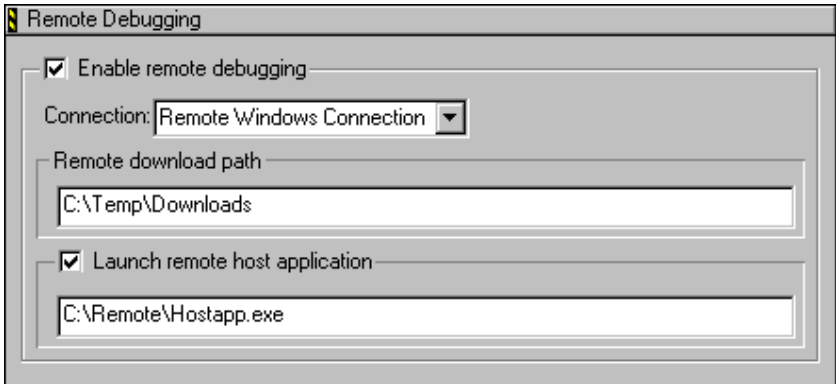 Remote Debugging
Enable remote debugging
Connection: Remote Windows Connection
Remote download path
C:\Temp\Downloads
Launch remote host application
C:\Remote\Hostapp.exe